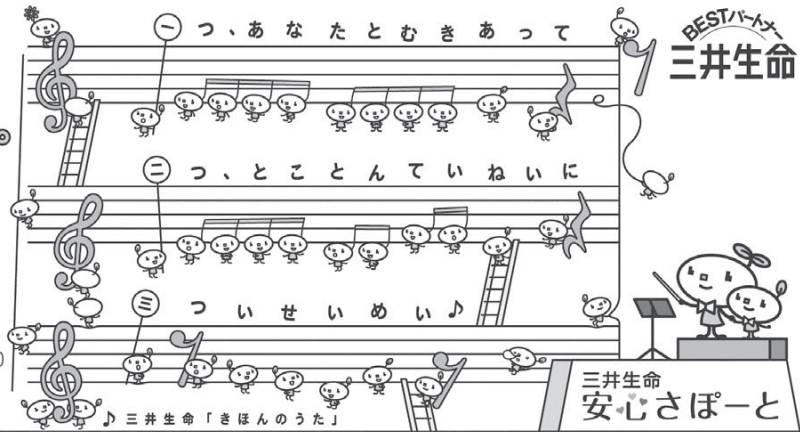 一つ、あなたとむきあって
BESTパートナー
三井生命
二つ、とことんていねいに
三ついせいめい♪
三井生命
安心さぽーと
♪三井生命「きほんのうた」